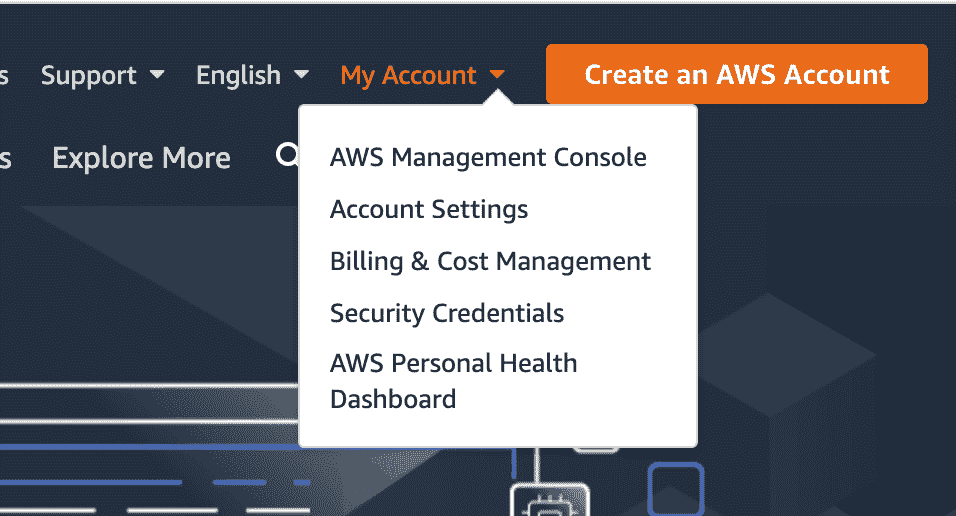 s Support English My Account Create an AWS Account
s Explore More
AWS Management Console
Account Settings
Billing & Cost Management
Security Credentials
AWS Personal Health
Dashboard